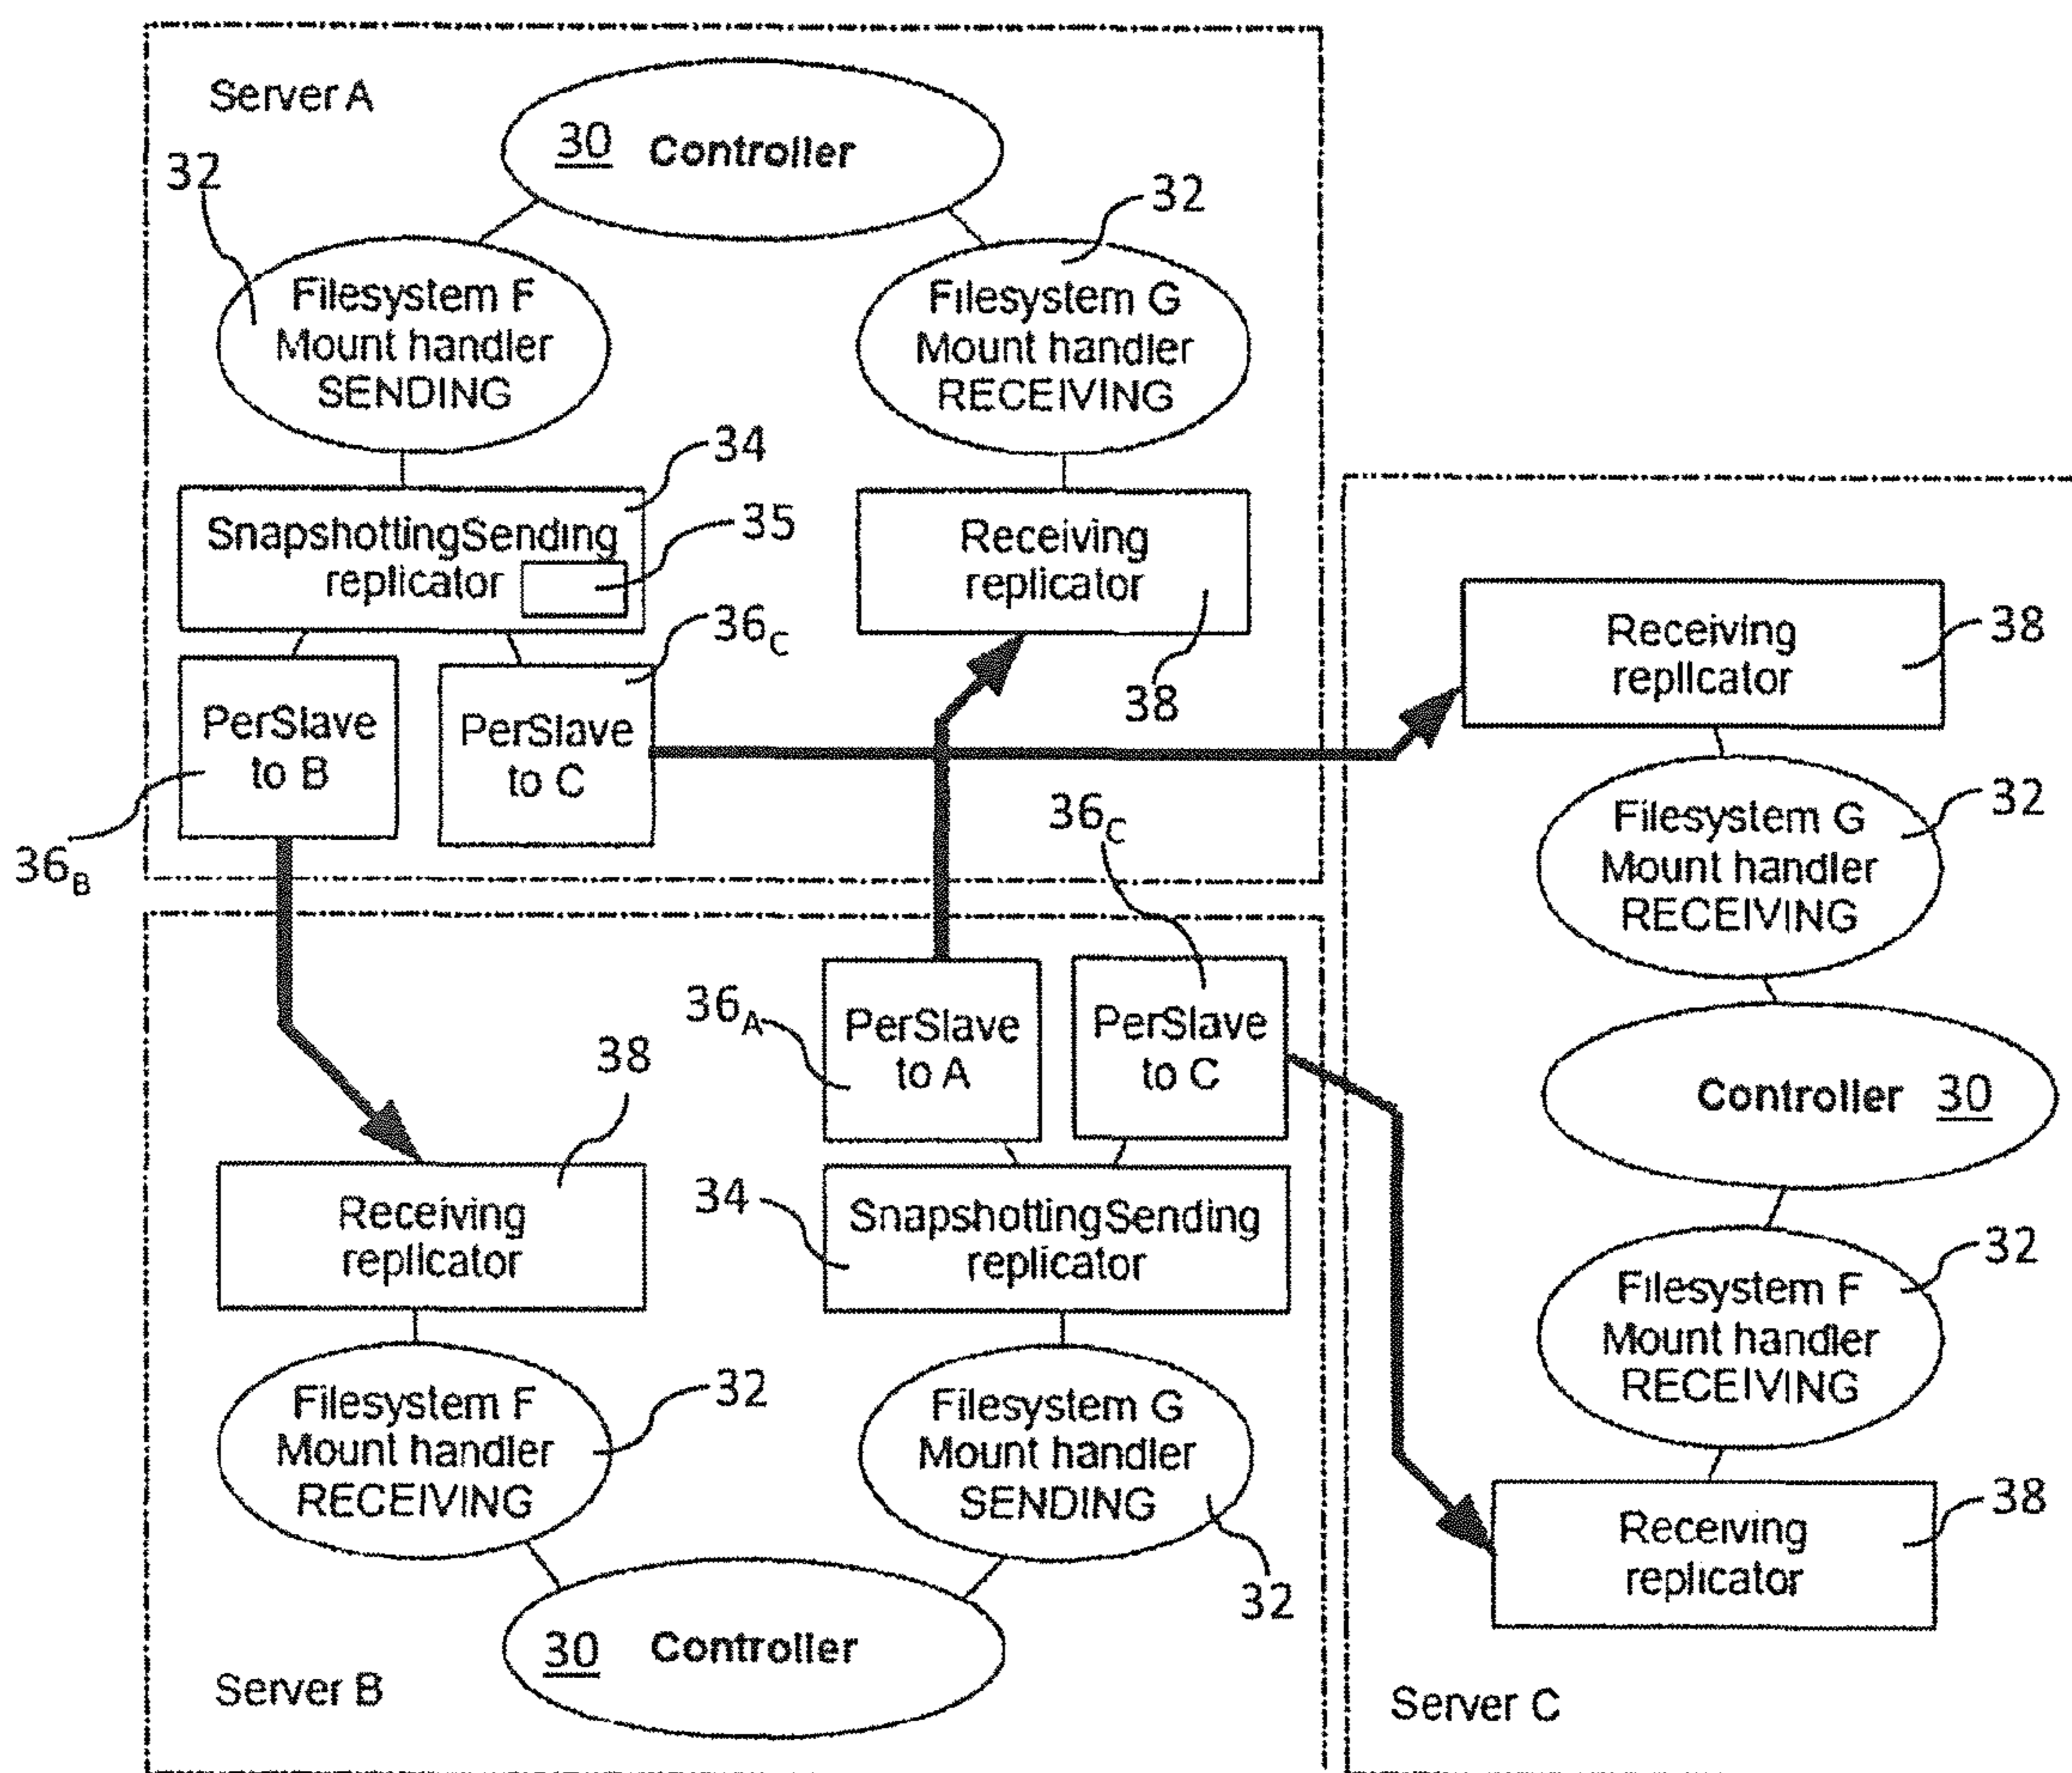 Server A
30 Controller
32
32
Filesystem F
Mount handler
SENDING
Filesystem G
Mount handler
RECEIVING
34
SnapshottingSending
replicator
35
Receiving
replicator
36C
38
PerSlave
to B
PerSlave
to C
36B
Receiving
replicator
38
Filesystem G
Mount handler
RECEIVING
32
Controller 30
Filesystem F
Mount handler
RECEIVING
32
Receiving
replicator
38
Server C
36C
36A
PerSlave
to A
PerSlave
to C
38
Receiving
replicator
34
SnapshottingSending
replicator
Filesystem F
Mount handler
RECEIVING
32
Filesystem G
Mount handler
SENDING
32
30 Controller
Server B